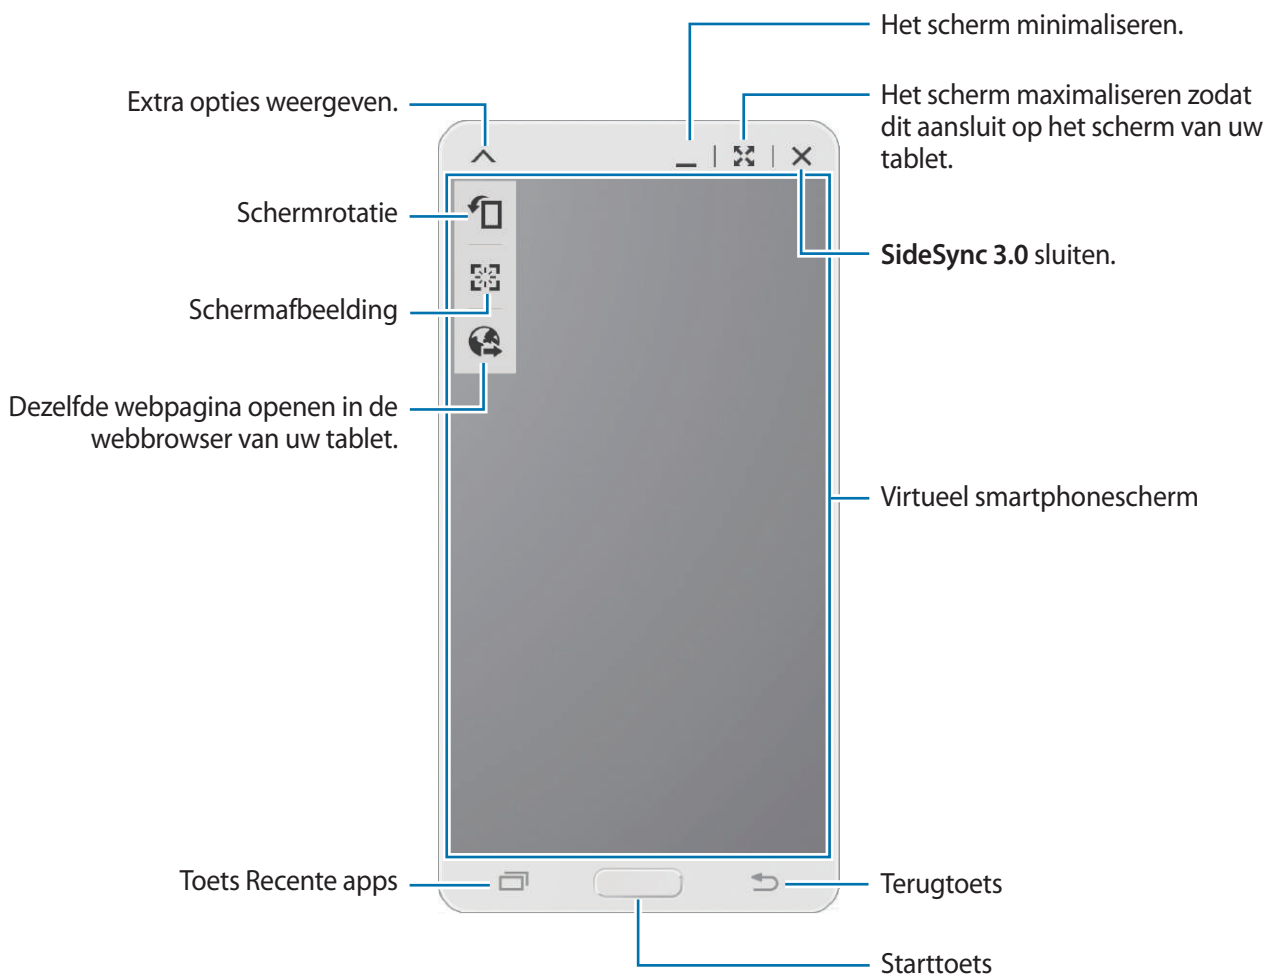 Het scherm minimaliseren.
Extra opties weergeven.
Het scherm maximaliseren zodat
dit aansluit op het scherm van uw
tablet.
Schermrotatie
SideSync 3.0 sluiten.
Schermafbeelding
Dezelfde webpagina openen in de
webbrowser van uw tablet.
Virtueel smartphonescherm
Toets Recente apps
Terugtoets
Starttoets